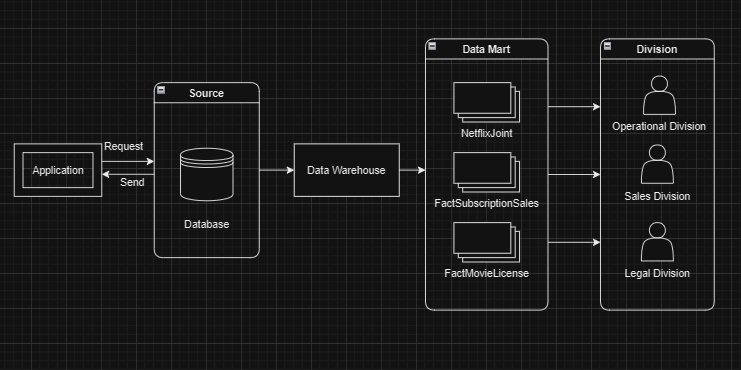 Application
Request
Send
Source
Database
Data Warehouse
Data Mart
NetflixJoint
FactSubscriptionSales
FactMovieLicense
Division
Operational Division
Sales Division
Legal Division